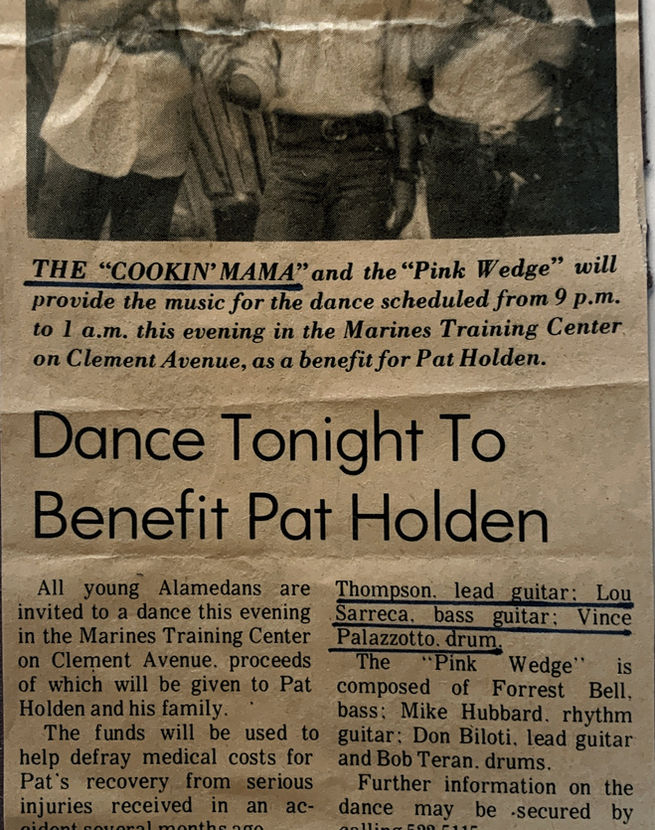 THE "COOKIN' MAMA" and the "Pink Wedge" will
provide the music for the dance scheduled from 9 p.m.
to 1 a.m. this evening in the Marines Training Center
on Clement Avenue, as a benefit for Pat Holden.
Dance Tonight To
Benefit Pat Holden
All young Alamedans are
invited to a dance this evening
in the Marines Training Center
on Clement Avenue, proceeds
of which will be given to Pat
Holden and his family.
The funds will be used to
help defray medical costs for
Pat's recovery from serious
injuries received in an ac-
cident several months ago.
Thompson, lead guitar; Lou
Sarreca, bass guitar; Vince
Palazzotto, drum.
The "Pink Wedge" is
composed of Forrest Bell,
bass; Mike Hubbard, rhythm
guitar; Don Biloti, lead guitar
and Bob Teran, drums.
Further information on the
dance may be secured by
calling